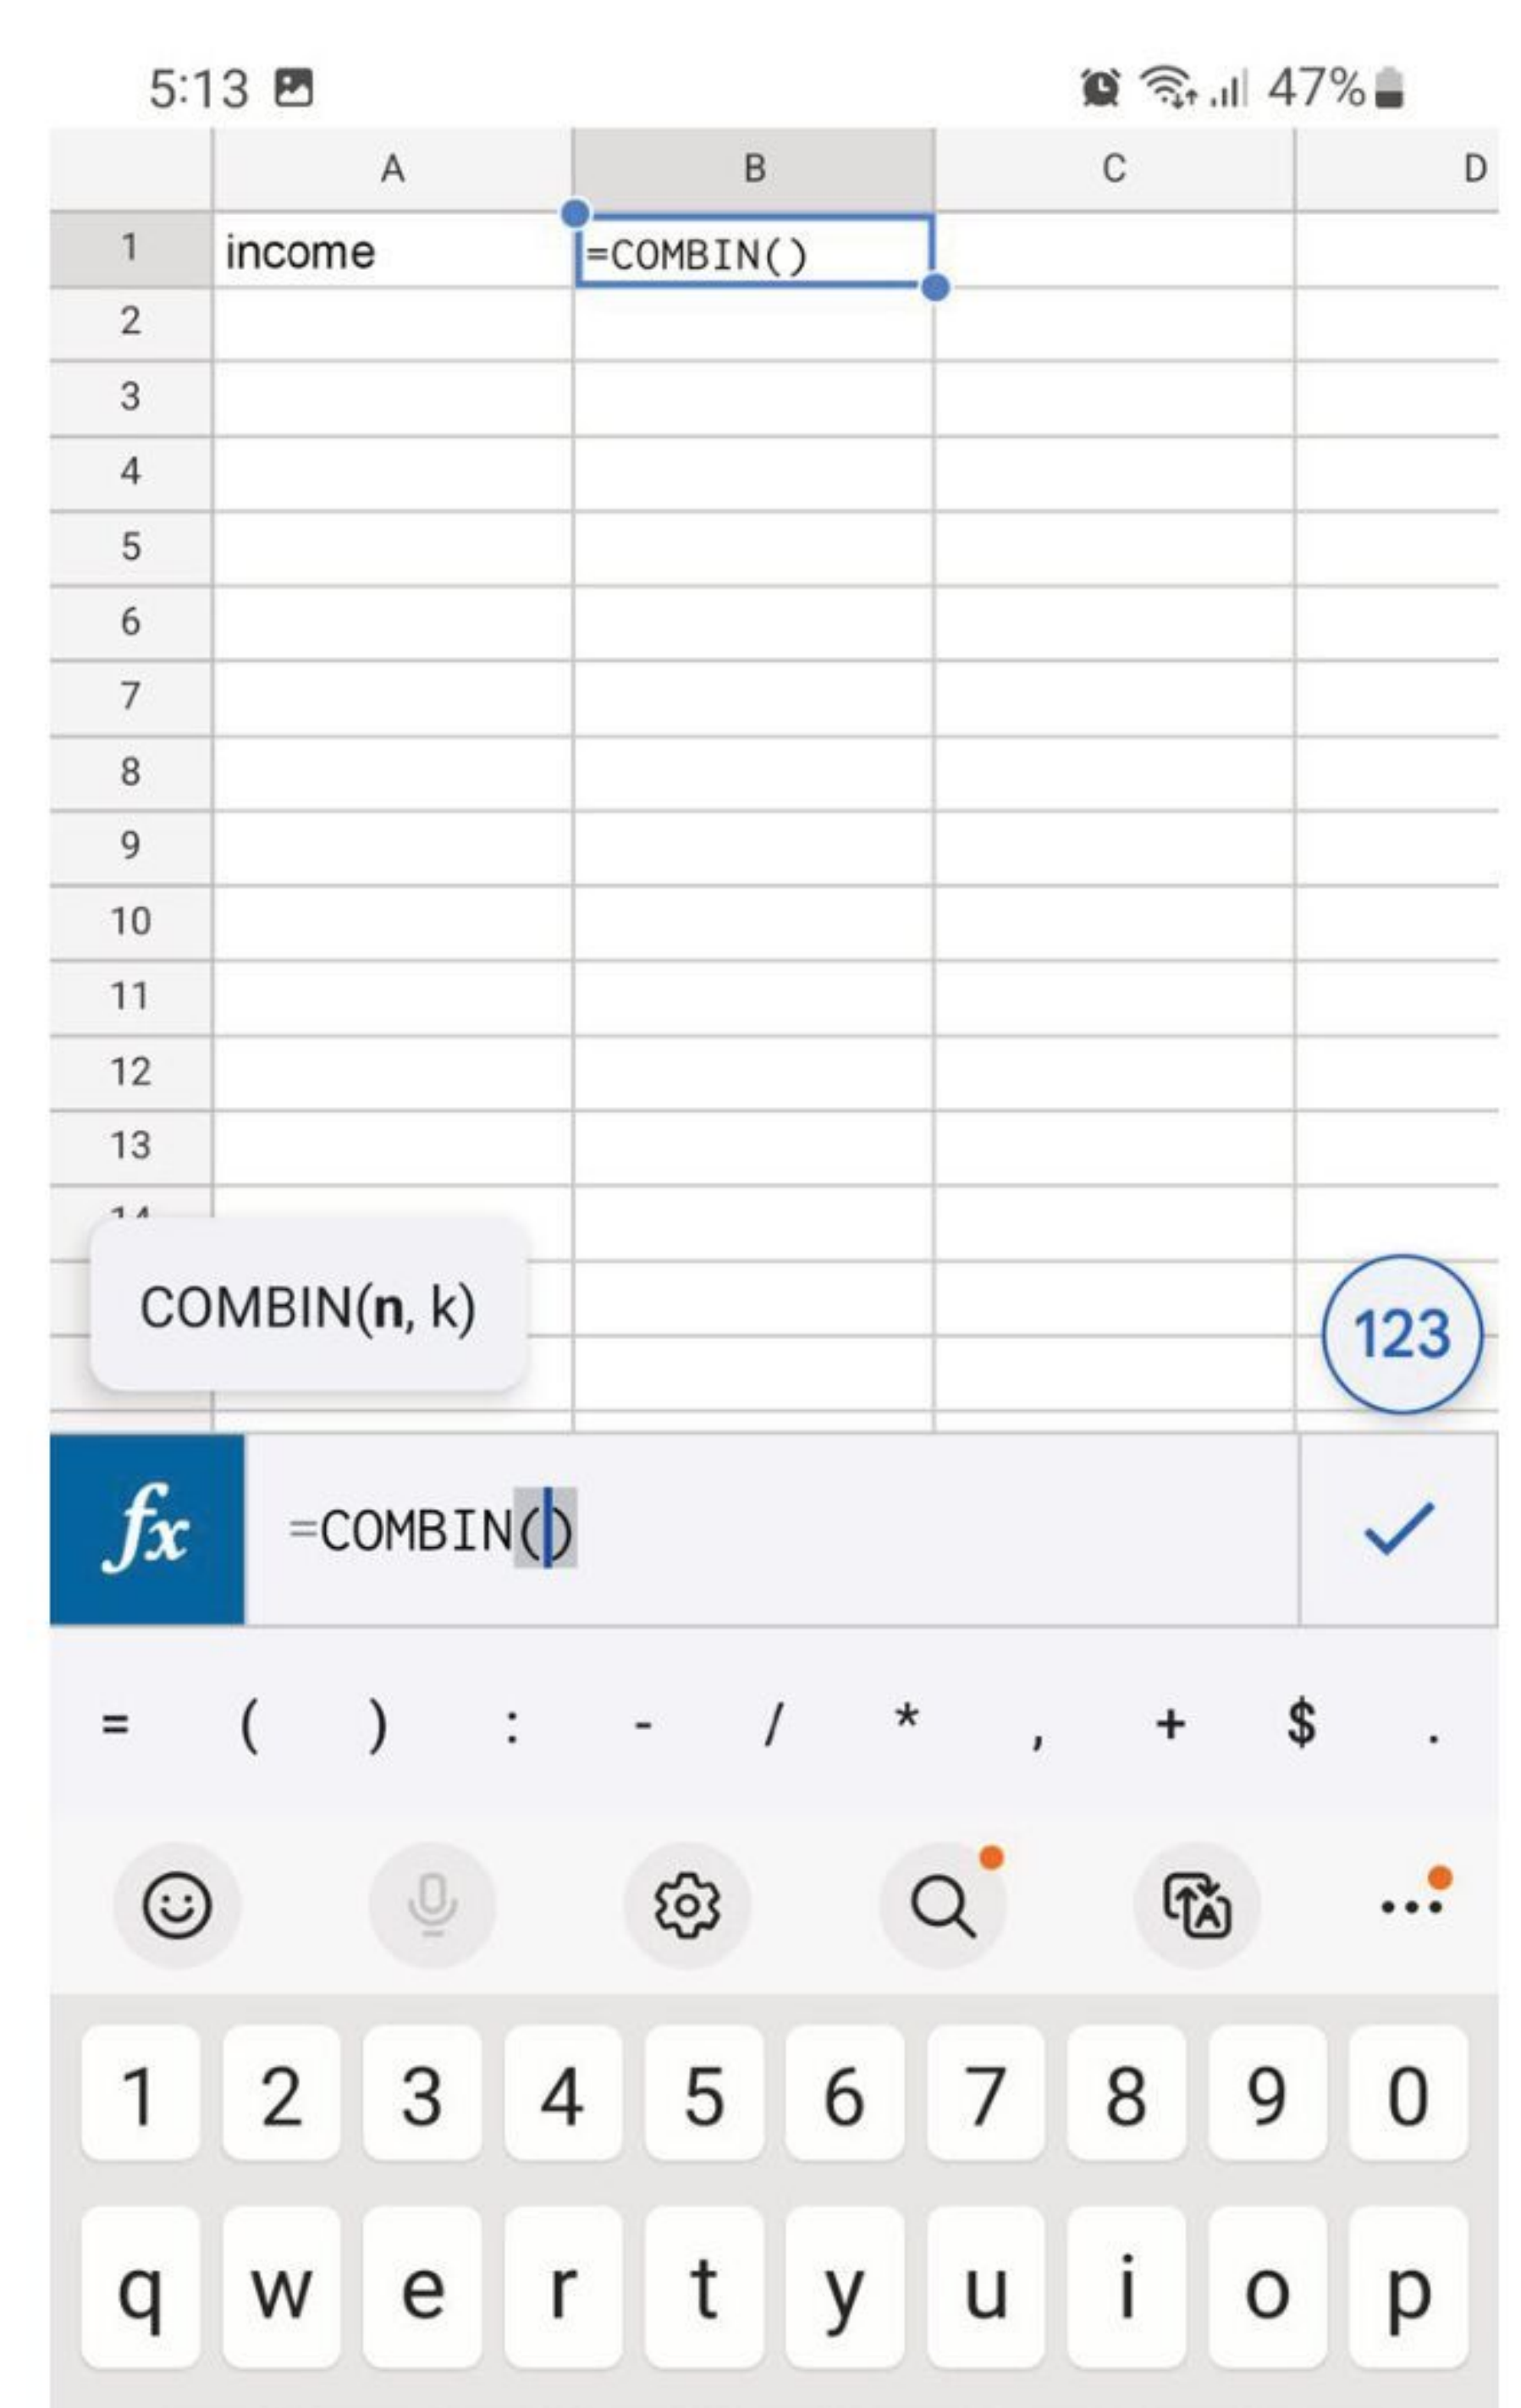 5:13 47%
A B C D
1 income =COMBIN()
2
3
4
5
6
7
8
9
10
11
12
13
14
COMBIN(n, k)
123
fx =COMBIN()
= ( ) : - / * , + $ .
1 2 3 4 5 6 7 8 9 0
q w e r t y u i o p